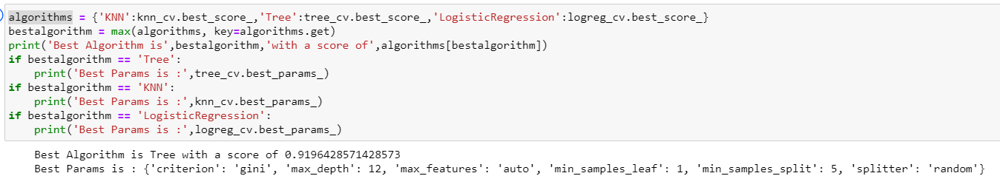 algorithms = {'KNN':knn_cv.best_score_,'Tree':tree_cv.best_score_,'LogisticRegression':logreg_cv.best_score_}
bestalgorithm = max(algorithms, key=algorithms.get)
print('Best Algorithm is',bestalgorithm,'with a score of',algorithms[bestalgorithm])
if bestalgorithm == 'Tree':
    print('Best Params is :',tree_cv.best_params_)
if bestalgorithm == 'KNN':
    print('Best Params is :',knn_cv.best_params_)
if bestalgorithm == 'LogisticRegression':
    print('Best Params is :',logreg_cv.best_params_)
Best Algorithm is Tree with a score of 0.9196428571428573
Best Params is : {'criterion': 'gini', 'max_depth': 12, 'max_features': 'auto', 'min_samples_leaf': 1, 'min_samples_split': 5, 'splitter': 'random'}